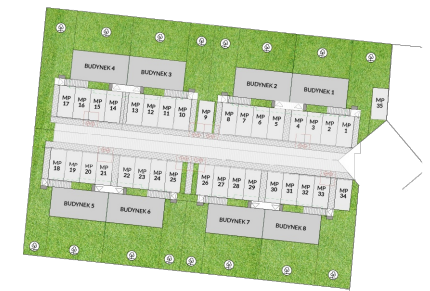 BUDYNEK 4
BUDYNEK 3
BUDYNEK 2
BUDYNEK 1
MP 17
MP 16
MP 15
MP 14
MP 13
MP 12
MP 11
MP 10
MP 9
MP 8
MP 7
MP 6
MP 5
MP 4
MP 3
MP 2
MP 1
MP 35
MP 18
MP 19
MP 20
MP 21
MP 22
MP 23
MP 24
MP 25
MP 26
MP 27
MP 28
MP 29
MP 30
MP 31
MP 32
MP 33
MP 34
BUDYNEK 5
BUDYNEK 6
BUDYNEK 7
BUDYNEK 8